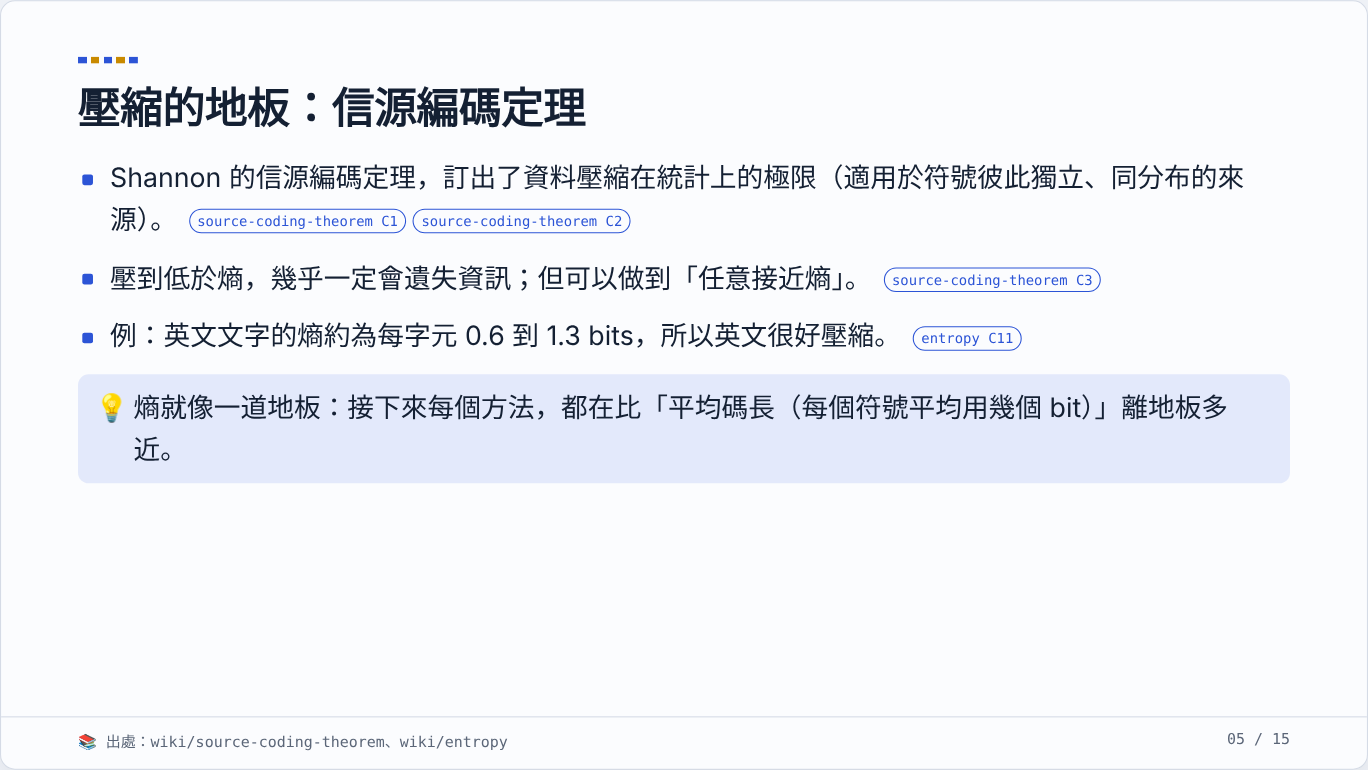 壓縮的地板：信源編碼定理
Shannon 的信源編碼定理，訂出了資料壓縮在統計上的極限（適用於符號彼此獨立、同分布的來
源）。 source-coding-theorem C1 source-coding-theorem C2
壓到低於熵，幾乎一定會遺失資訊；但可以做到「任意接近熵」。 source-coding-theorem C3
例：英文文字的熵約為每字元 0.6 到 1.3 bits，所以英文很好壓縮。 entropy C11
💡 熵就像一道地板：接下來每個方法，都在比「平均碼長（每個符號平均用幾個 bit）」離地板多
近。
📚 出處：wiki/source-coding-theorem、wiki/entropy
05 / 15